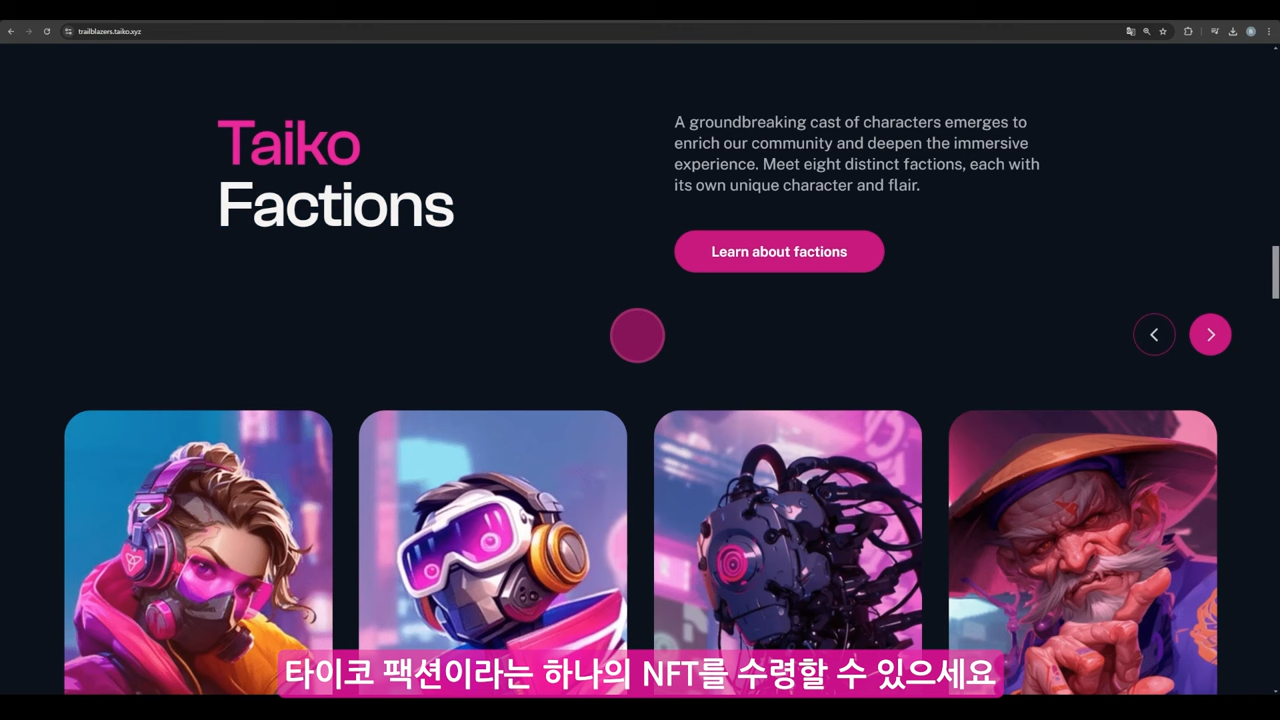 trailblazers.taiko.xyz
Taiko
Factions
A groundbreaking cast of characters emerges to
enrich our community and deepen the immersive
experience. Meet eight distinct factions, each with
its own unique character and flair.
Learn about factions
타이코 팩션이라는 하나의 NFT를 수령할 수 있으세요